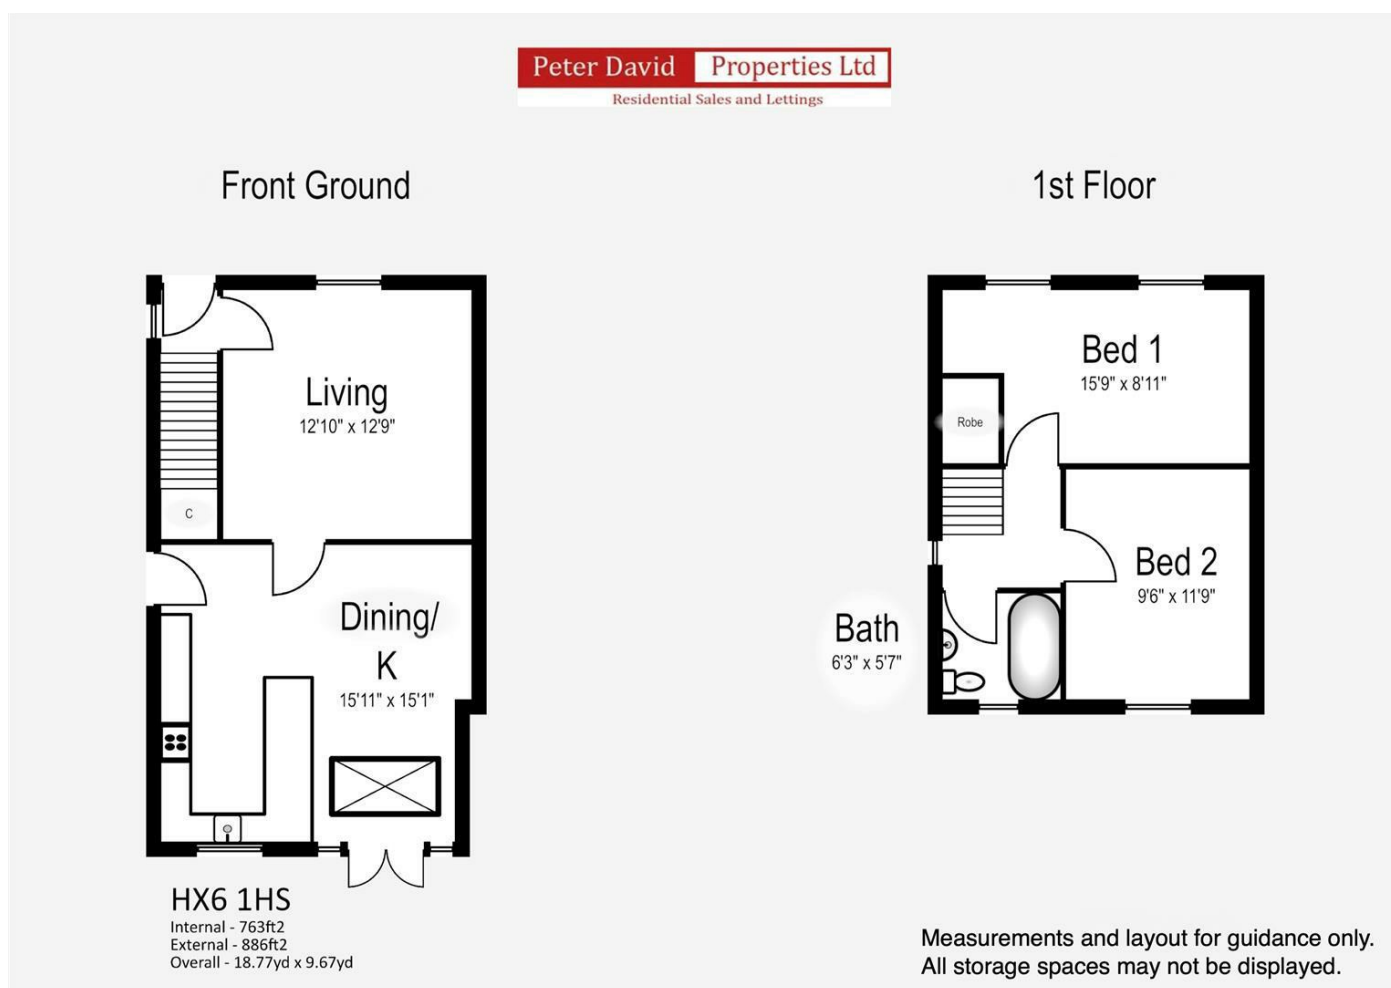 Peter David Properties Ltd
Residential Sales and Lettings
Front Ground
1st Floor
Living
12'10" x 12'9"
C
Dining/
K
15'11" x 15'1"
Bed 1
15'9" x 8'11"
Robe
Bed 2
9'6" x 11'9"
Bath
6'3" x 5'7"
HX6 1HS
Internal - 763ft2
External - 886ft2
Overall - 18.77yd x 9.67yd
Measurements and layout for guidance only.
All storage spaces may not be displayed.